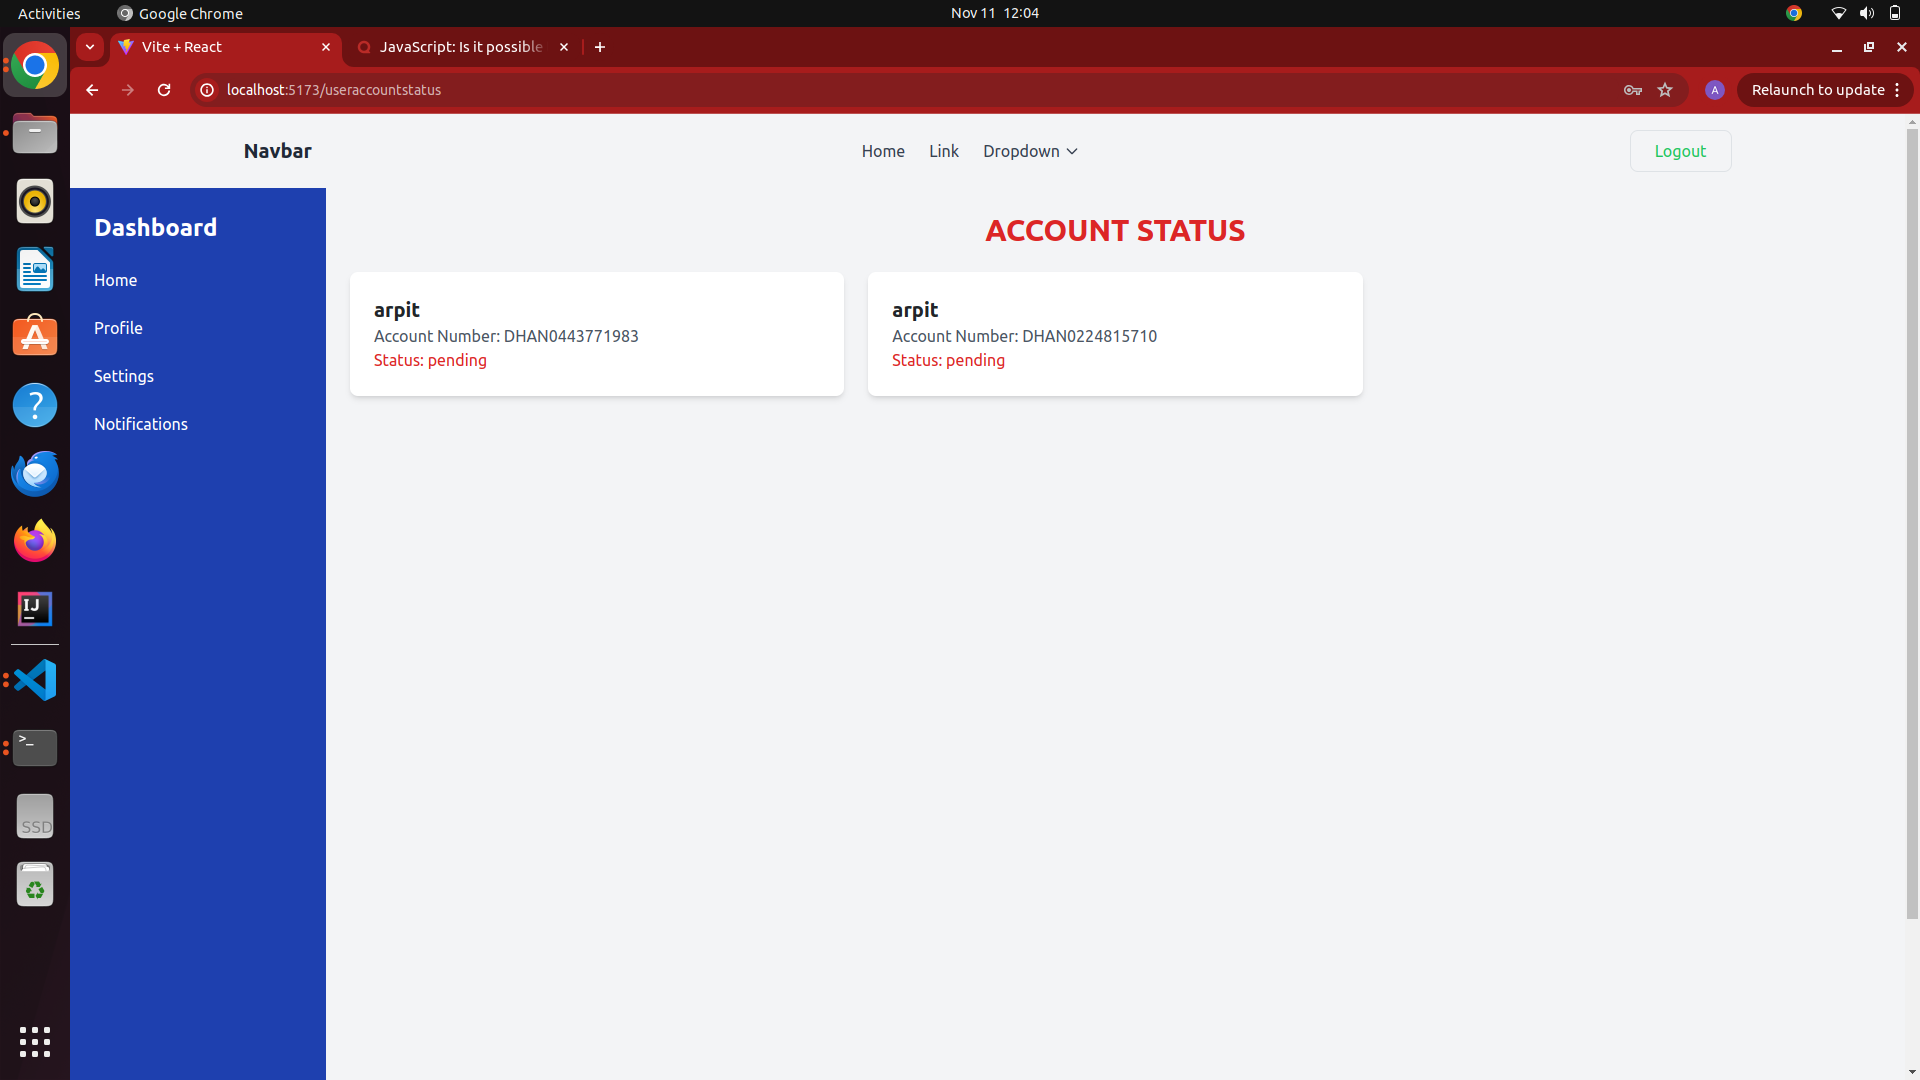 Activities
Google Chrome
Nov 11 12:04
Vite + React
JavaScript: Is it possible
localhost:5173/useraccountstatus
A
Relaunch to update
Navbar
Home
Link
Dropdown
Logout
Dashboard
Home
Profile
Settings
Notifications
ACCOUNT STATUS
arpit
Account Number: DHAN0443771983
Status: pending
arpit
Account Number: DHAN0224815710
Status: pending
?
IJ
>_
SSD